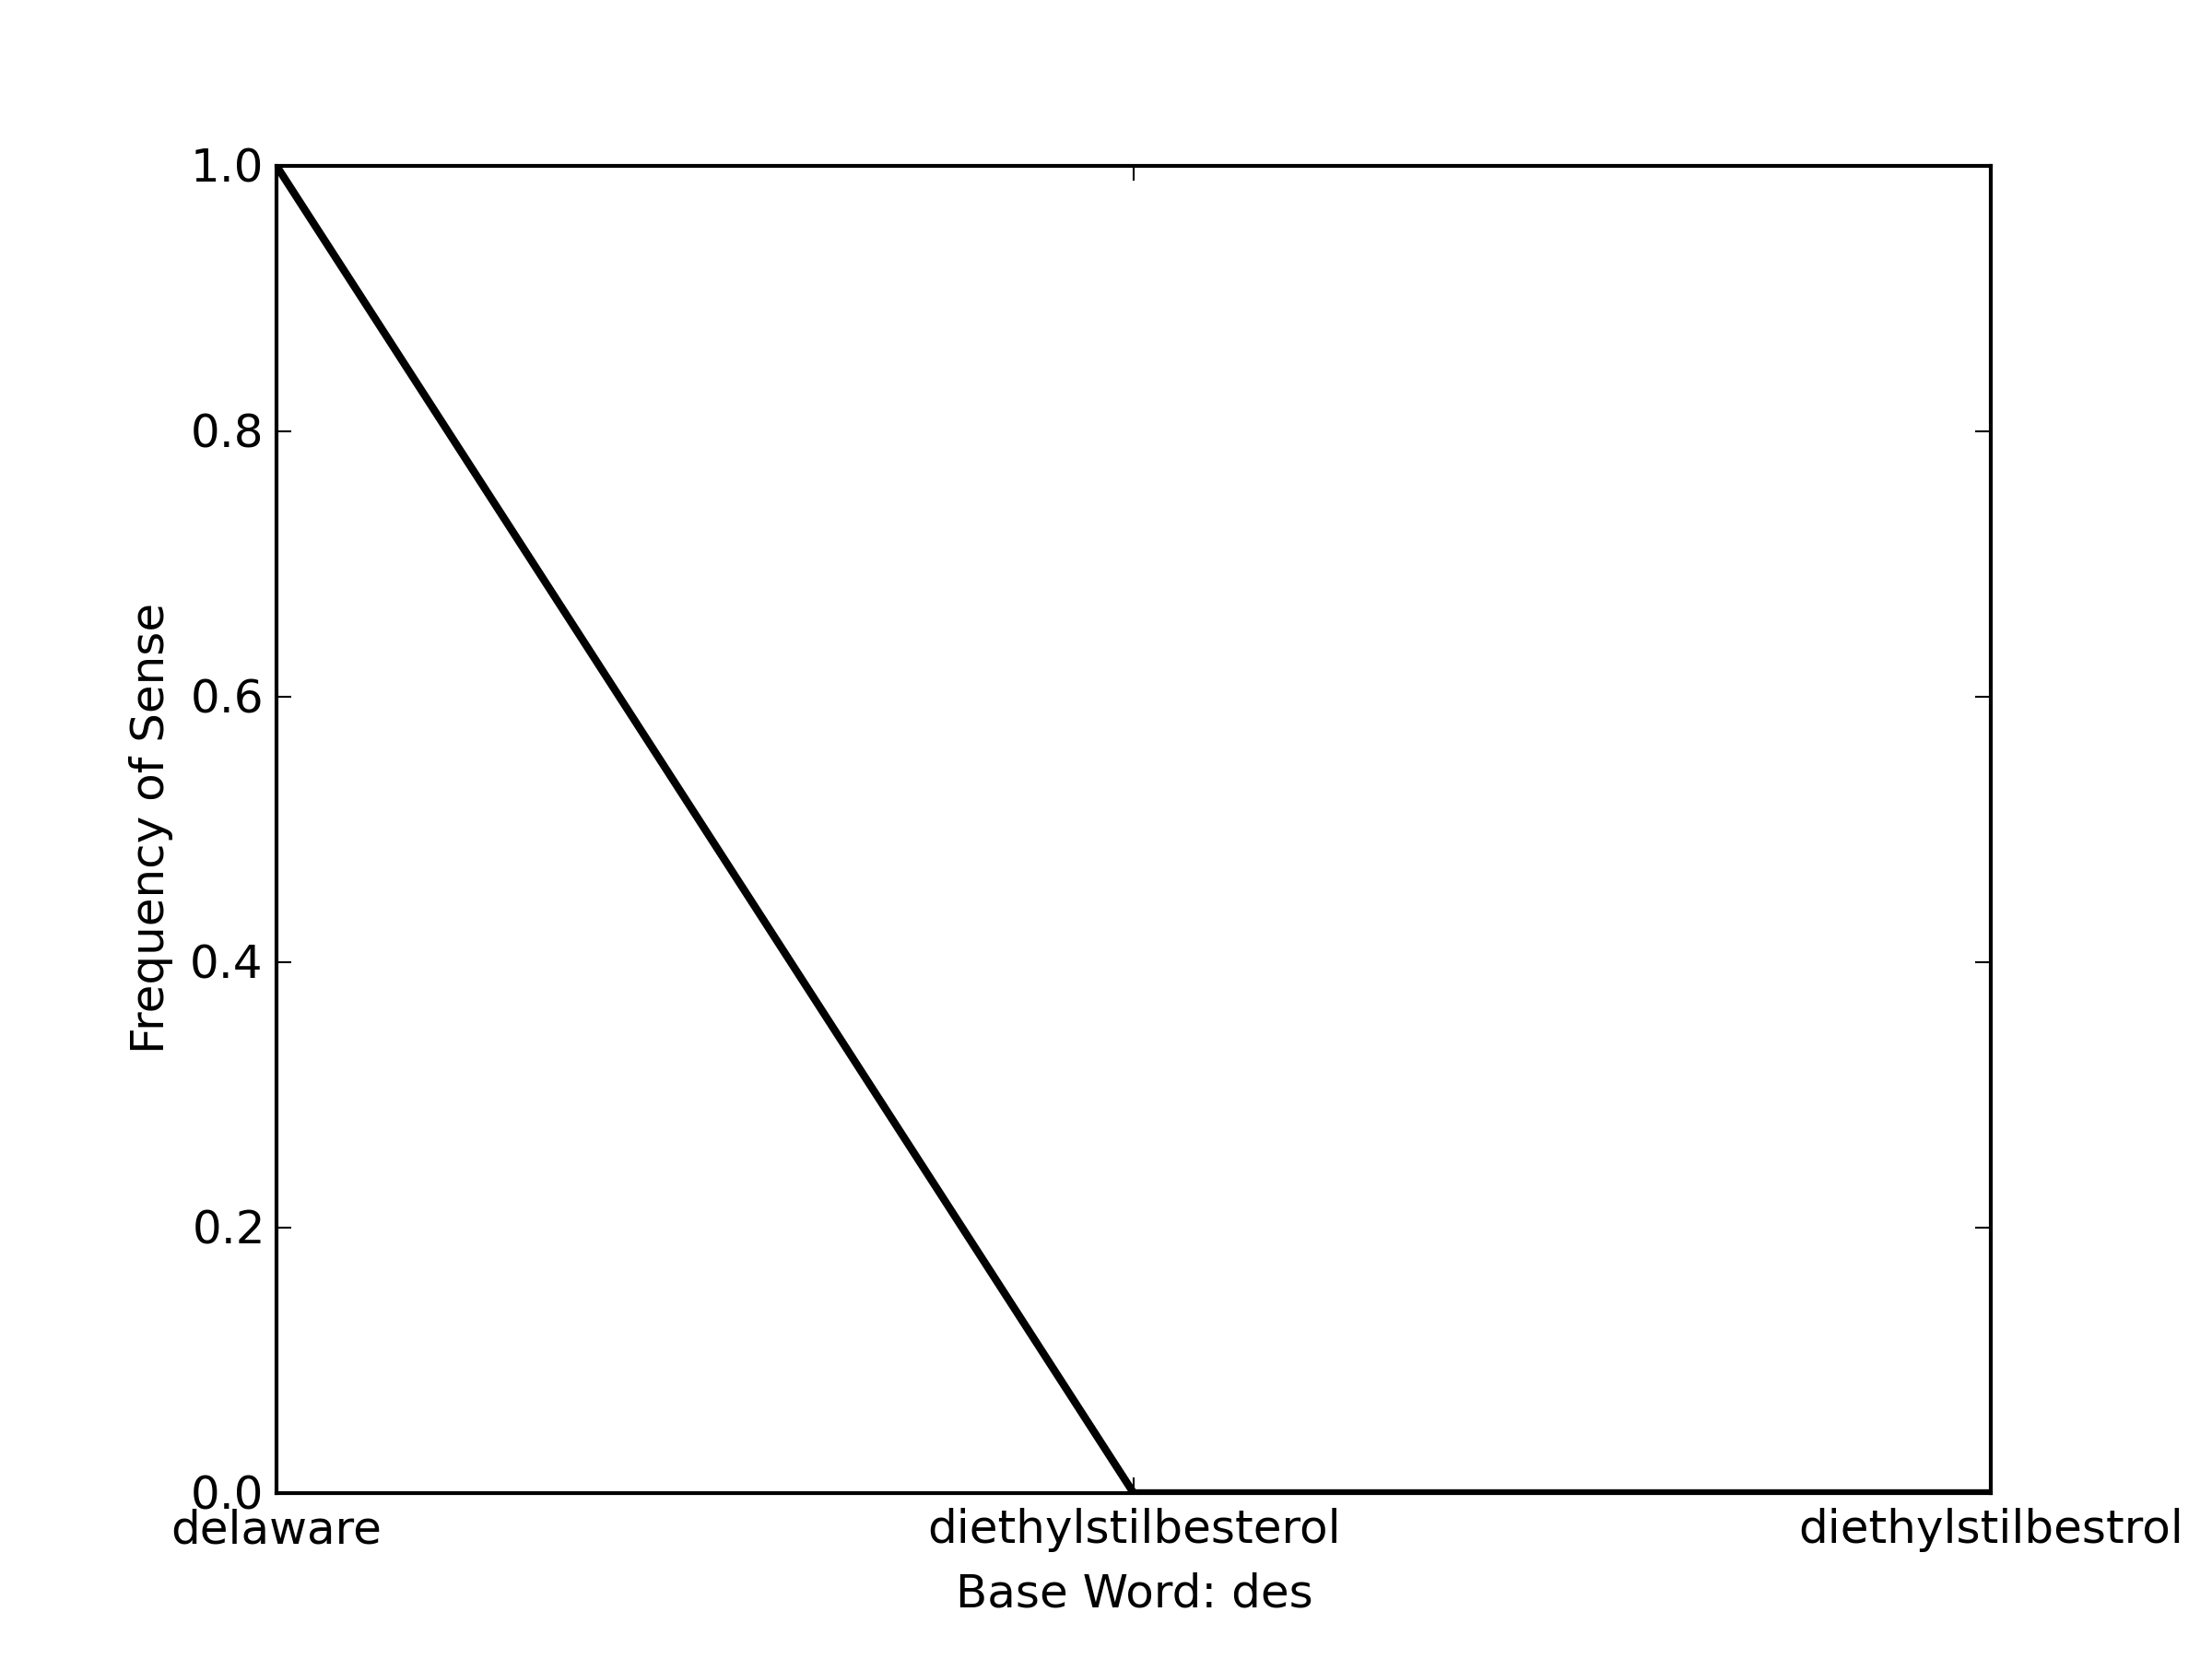 1.0
0.8
0.6
0.4
0.2
0.0
Frequency of Sense
delaware diethylstilbesterol diethylstilbestrol
Base Word: des